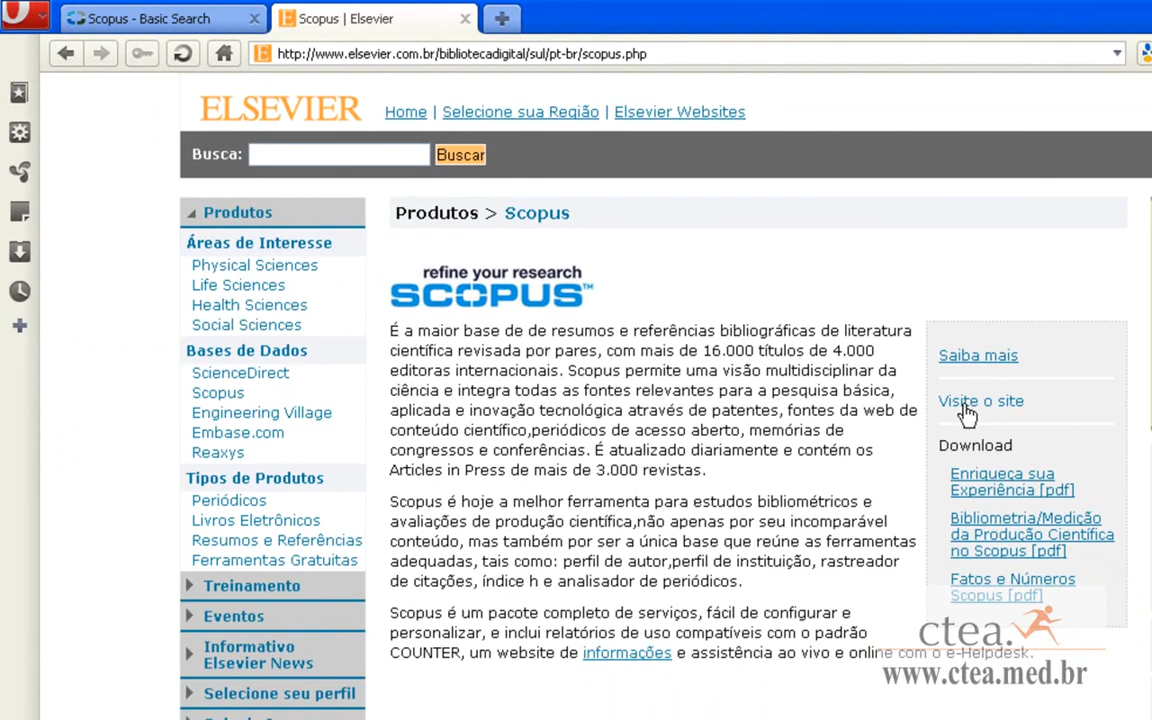 Scopus - Basic Search
Scopus | Elsevier
http://www.elsevier.com.br/bibliotecadigital/sul/pt-br/scopus.php
ELSEVIER
Home | Selecione sua Região | Elsevier Websites
Busca:
Buscar
Produtos
Áreas de Interesse
Physical Sciences
Life Sciences
Health Sciences
Social Sciences
Bases de Dados
ScienceDirect
Scopus
Engineering Village
Embase.com
Reaxys
Tipos de Produtos
Periódicos
Livros Eletrônicos
Resumos e Referências
Ferramentas Gratuitas
Treinamento
Eventos
Informativo
Elsevier News
Selecione seu perfil
Produtos > Scopus
refine your research
SCOPUS™
É a maior base de de resumos e referências bibliográficas de literatura
científica revisada por pares, com mais de 16.000 títulos de 4.000
editoras internacionais. Scopus permite uma visão multidisciplinar da
ciência e integra todas as fontes relevantes para a pesquisa básica,
aplicada e inovação tecnológica através de patentes, fontes da web de
conteúdo científico,periódicos de acesso aberto, memórias de
congressos e conferências. É atualizado diariamente e contém os
Articles in Press de mais de 3.000 revistas.
Scopus é hoje a melhor ferramenta para estudos bibliométricos e
avaliações de produção científica,não apenas por seu incomparável
conteúdo, mas também por ser a única base que reúne as ferramentas
adequadas, tais como: perfil de autor,perfil de instituição, rastreador
de citações, índice h e analisador de periódicos.
Scopus é um pacote completo de serviços, fácil de configurar e
personalizar, e inclui relatórios de uso compatíveis com o padrão
COUNTER, um website de informações e assistência ao vivo e online com o e-Helpdesk.
Saiba mais
Visite o site
Download
Enriqueça sua
Experiência [pdf]
Bibliometria/Medição
da Produção Científica
no Scopus [pdf]
Fatos e Números
Scopus [pdf]
ctea.
www.ctea.med.br